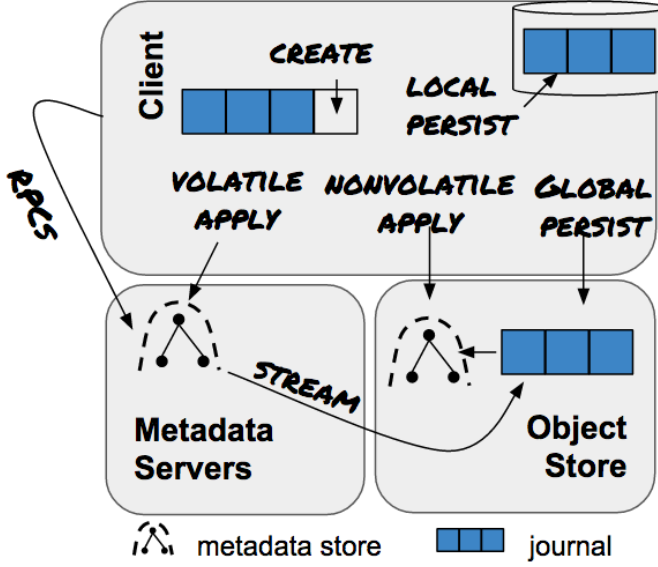 Client
CREATE
LOCAL
PERSIST
RPCS
VOLATILE
APPLY
NONVOLATILE
APPLY
GLOBAL
PERSIST
STREAM
Metadata
Servers
Object
Store
metadata store
journal